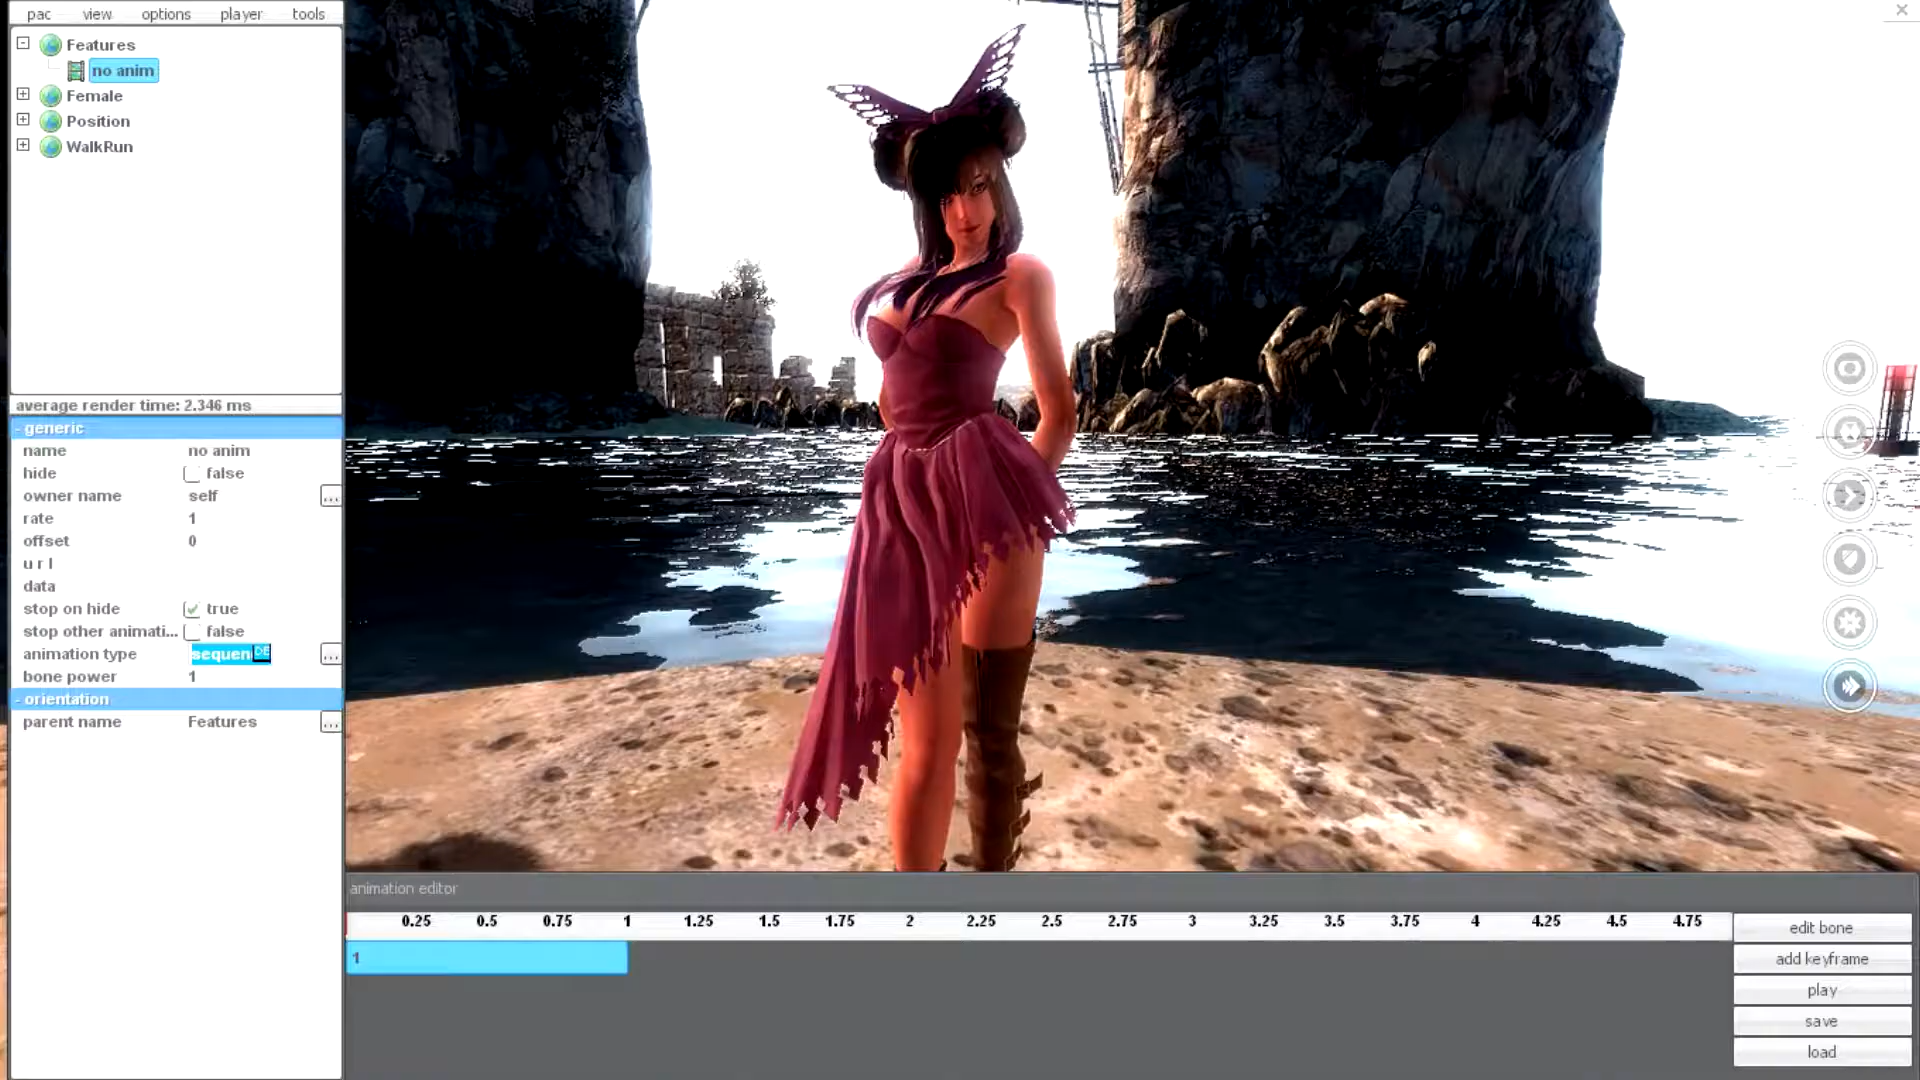 pac view options player tools
Features
no anim
Female
Position
WalkRun
average render time: 2.346 ms
- generic
name no anim
hide false
owner name self ...
rate 1
offset 0
u r l
data
stop on hide true
stop other animati... false
animation type sequen DE ...
bone power 1
- orientation
parent name Features ...
animation editor
0.25 0.5 0.75 1 1.25 1.5 1.75 2 2.25 2.5 2.75 3 3.25 3.5 3.75 4 4.25 4.5 4.75
1
edit bone
add keyframe
play
save
load